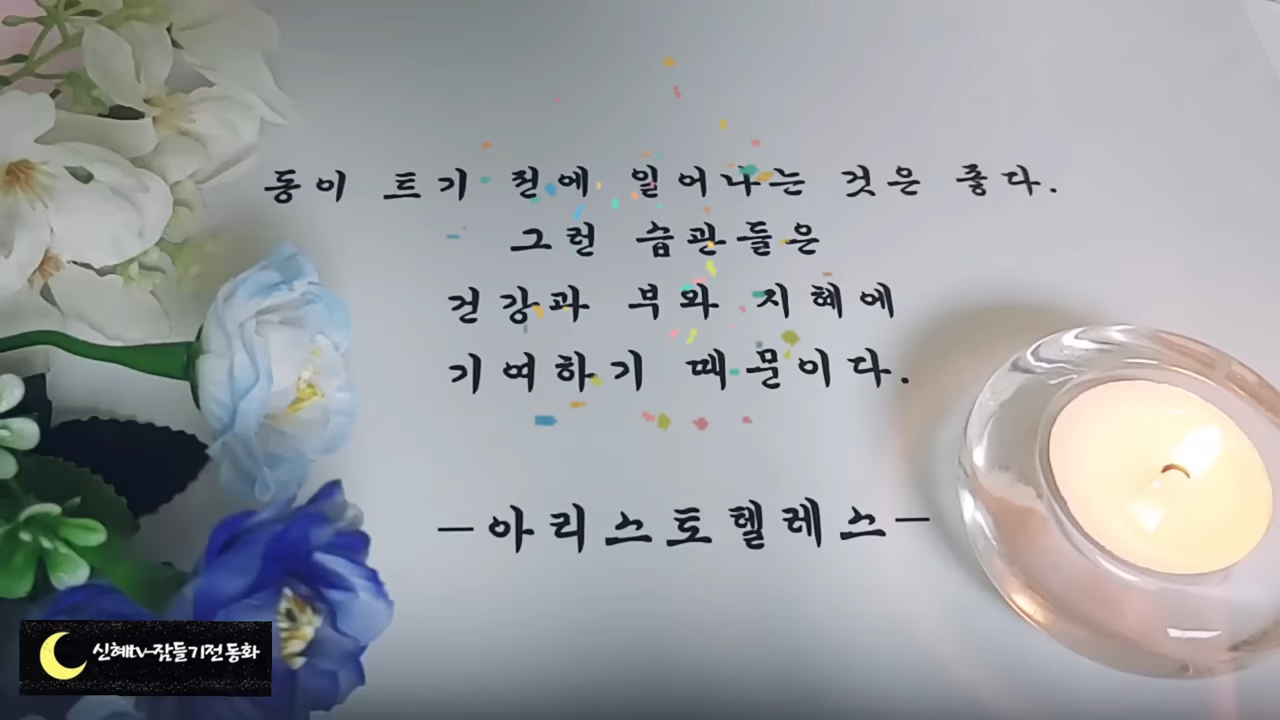 동이 트기 전에 일어나는 것은 좋다.
그런 습관들은
건강과 부와 지혜에
기여하기 때문이다.
-아리스토텔레스-
신혜tv-잠들기전동화